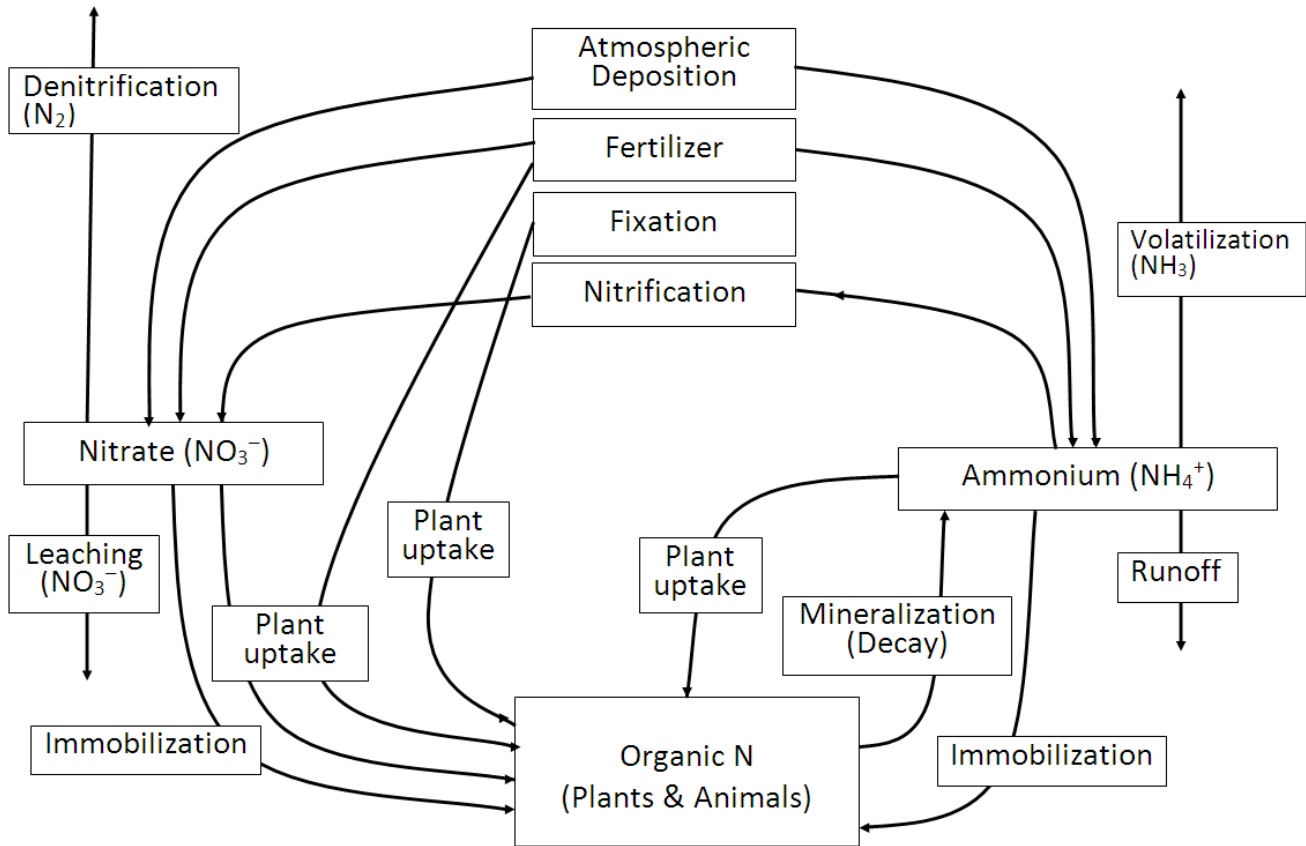 Atmospheric
Deposition
Denitrification
(N₂)
Fertilizer
Fixation
Volatilization
(NH₃)
Nitrification
Nitrate (NO₃⁻)
Ammonium (NH₄⁺)
Leaching
(NO₃⁻)
Plant
uptake
Plant
uptake
Runoff
Plant
uptake
Mineralization
(Decay)
Immobilization
Organic N
(Plants & Animals)
Immobilization